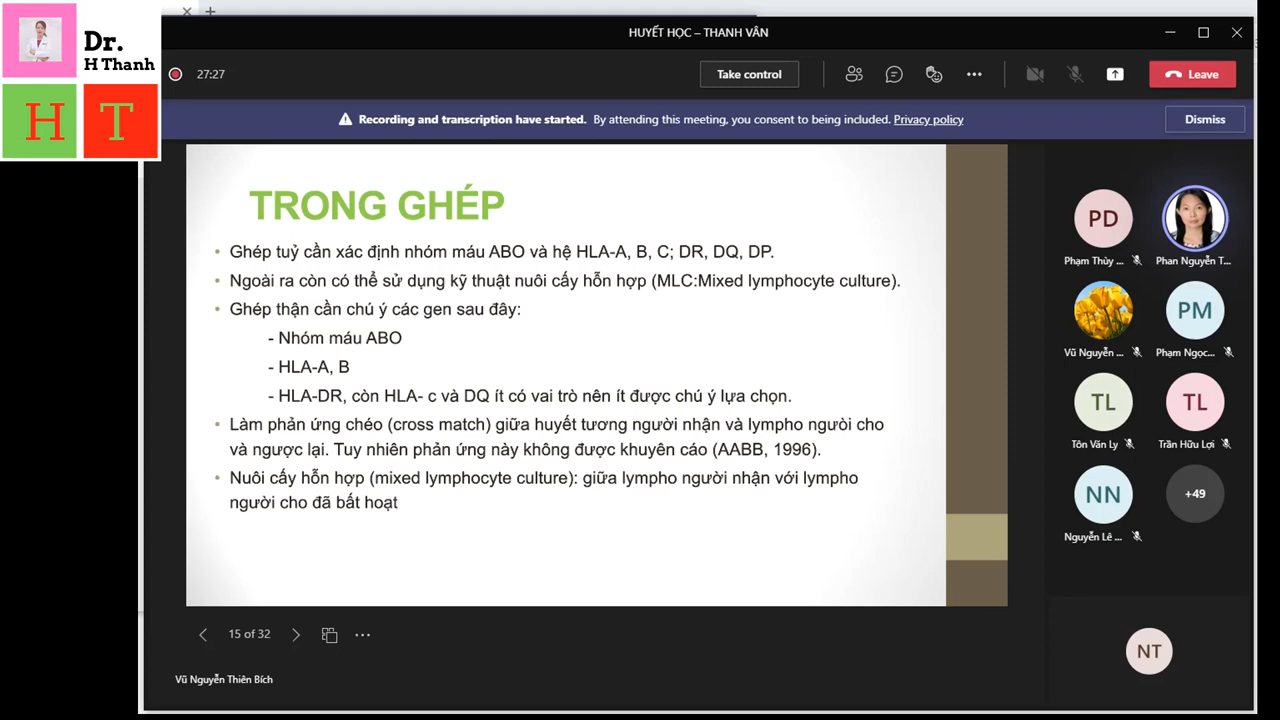 Dr.
H Thanh
H T
HUYẾT HỌC – THANH VÂN
27:27
Take control
Leave
Recording and transcription have started. By attending this meeting, you consent to being included. Privacy policy
Dismiss
TRONG GHÉP
• Ghép tuỷ cần xác định nhóm máu ABO và hệ HLA-A, B, C; DR, DQ, DP.
• Ngoài ra còn có thể sử dụng kỹ thuật nuôi cấy hỗn hợp (MLC:Mixed lymphocyte culture).
• Ghép thận cần chú ý các gen sau đây:
- Nhóm máu ABO
- HLA-A, B
- HLA-DR, còn HLA- c và DQ ít có vai trò nên ít được chú ý lựa chọn.
• Làm phản ứng chéo (cross match) giữa huyết tương người nhận và lympho ngưòi cho
và ngược lại. Tuy nhiên phản ứng này không được khuyên cáo (AABB, 1996).
• Nuôi cấy hỗn hợp (mixed lymphocyte culture): giữa lympho người nhận với lympho
người cho đã bất hoạt
15 of 32
Vũ Nguyễn Thiên Bích
PD
Phạm Thùy ...
Phan Nguyễn T...
Vũ Nguyễn ...
PM
Phạm Ngọc...
TL
Tôn Văn Ly
TL
Trần Hữu Lợi
NN
Nguyễn Lê ...
+49
NT